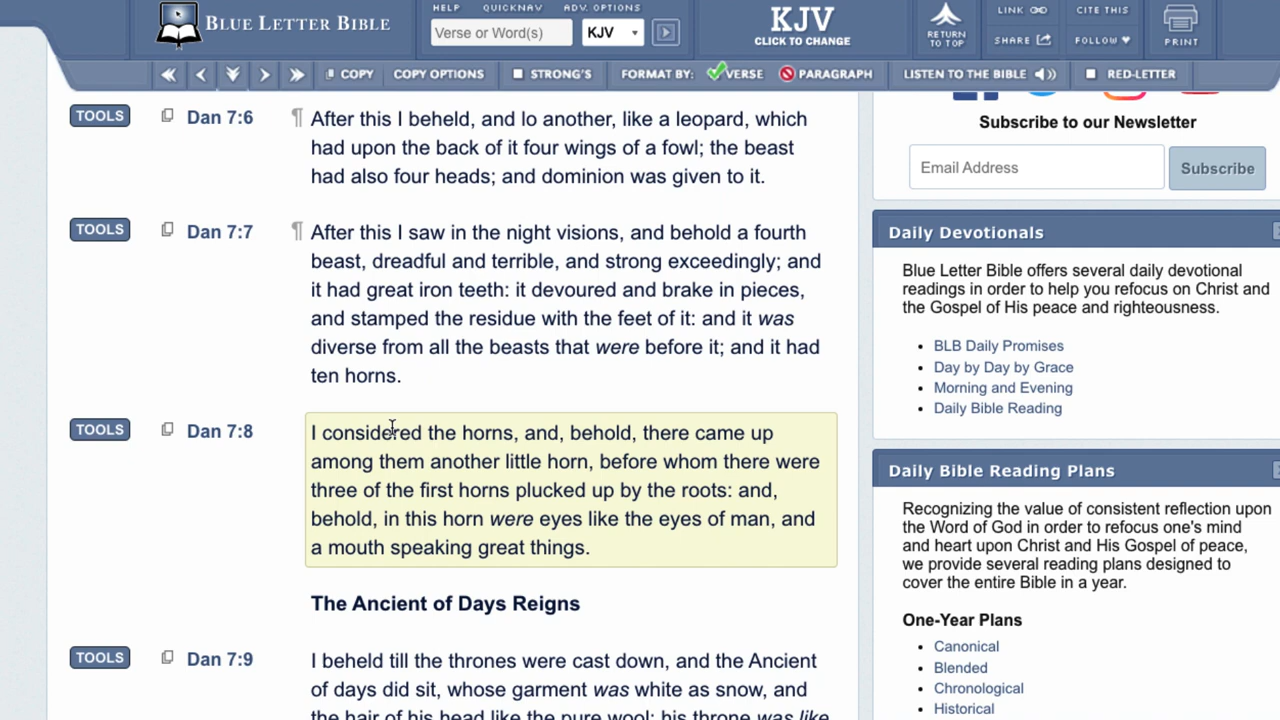 BLUE LETTER BIBLE
HELP QUICKNAV ADV. OPTIONS
Verse or Word(s) KJV
KJV
CLICK TO CHANGE
RETURN
TO TOP
LINK CITE THIS
SHARE FOLLOW
PRINT
COPY COPY OPTIONS STRONG'S FORMAT BY: VERSE PARAGRAPH LISTEN TO THE BIBLE RED-LETTER
TOOLS Dan 7:6 ¶ After this I beheld, and lo another, like a leopard, which
had upon the back of it four wings of a fowl; the beast
had also four heads; and dominion was given to it.
TOOLS Dan 7:7 ¶ After this I saw in the night visions, and behold a fourth
beast, dreadful and terrible, and strong exceedingly; and
it had great iron teeth: it devoured and brake in pieces,
and stamped the residue with the feet of it: and it was
diverse from all the beasts that were before it; and it had
ten horns.
TOOLS Dan 7:8 I considered the horns, and, behold, there came up
among them another little horn, before whom there were
three of the first horns plucked up by the roots: and,
behold, in this horn were eyes like the eyes of man, and
a mouth speaking great things.
The Ancient of Days Reigns
TOOLS Dan 7:9 I beheld till the thrones were cast down, and the Ancient
of days did sit, whose garment was white as snow, and
the hair of his head like the pure wool: his throne was like
Subscribe to our Newsletter
Email Address Subscribe
Daily Devotionals
Blue Letter Bible offers several daily devotional
readings in order to help you refocus on Christ and
the Gospel of His peace and righteousness.
• BLB Daily Promises
• Day by Day by Grace
• Morning and Evening
• Daily Bible Reading
Daily Bible Reading Plans
Recognizing the value of consistent reflection upon
the Word of God in order to refocus one's mind
and heart upon Christ and His Gospel of peace,
we provide several reading plans designed to
cover the entire Bible in a year.
One-Year Plans
• Canonical
• Blended
• Chronological
• Historical